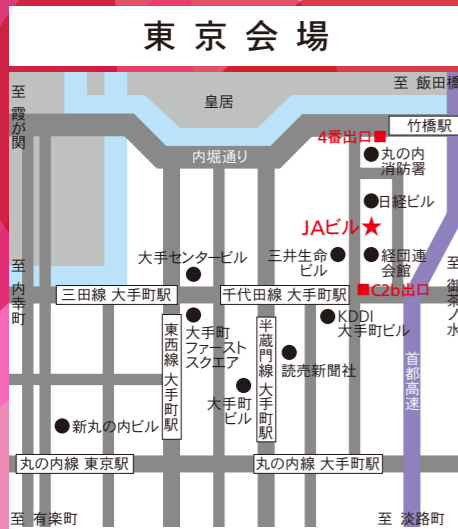 東京会場
至 飯田橋
至 霞が関
皇居
竹橋駅
4番出口
内堀通り
丸の内
消防署
日経ビル
JAビル★
大手センタービル
三井生命
ビル
経団連
会館
至 内幸町
至 御茶ノ水
三田線 大手町駅
千代田線 大手町駅
C2b出口
東西線 大手町駅
大手町
ファースト
スクエア
半蔵門線 大手町駅
KDDI
大手町ビル
首都高速
読売新聞社
大手町
ビル
新丸の内ビル
丸の内線 東京駅
丸の内線 大手町駅
至 有楽町
至 淡路町